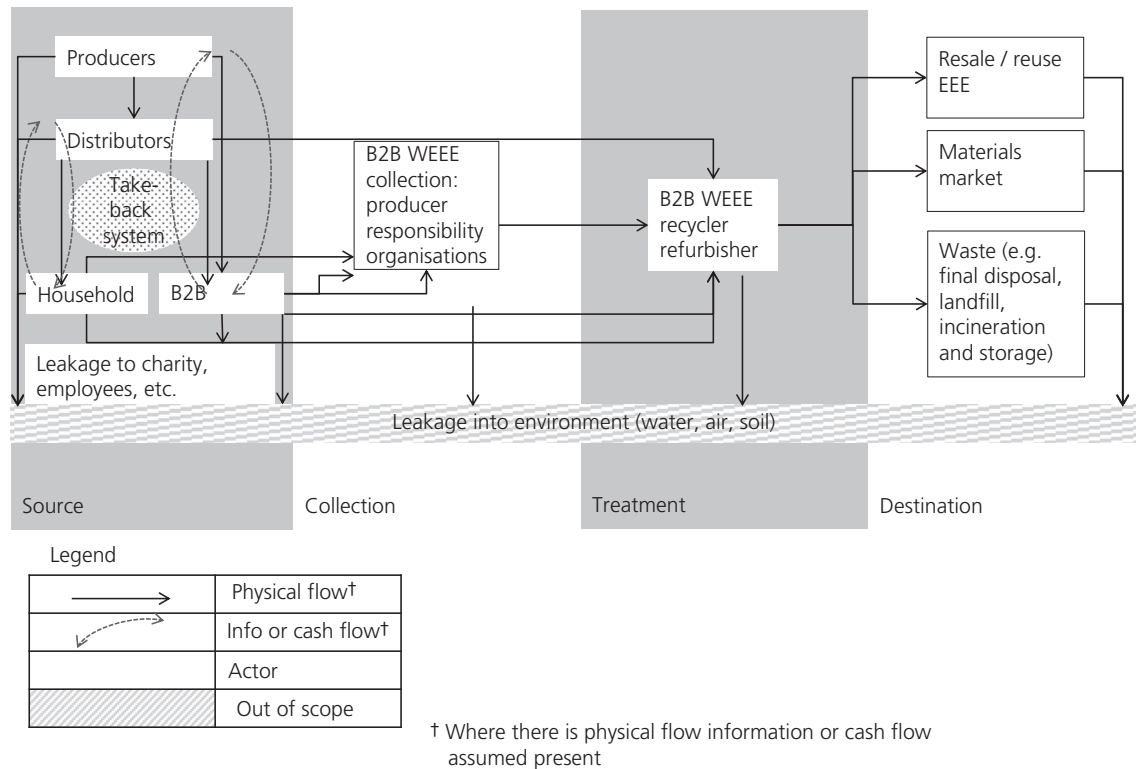 Producers
Distributors
Take-
back
system
Household
B2B
Leakage to charity,
employees, etc.
B2B WEEE
collection:
producer
responsibility
organisations
B2B WEEE
recycler
refurbisher
Resale / reuse
EEE
Materials
market
Waste (e.g.
final disposal,
landfill,
incineration
and storage)
Leakage into environment (water, air, soil)
Source
Collection
Treatment
Destination
Legend
Physical flow†
Info or cash flow†
Actor
Out of scope
† Where there is physical flow information or cash flow
assumed present